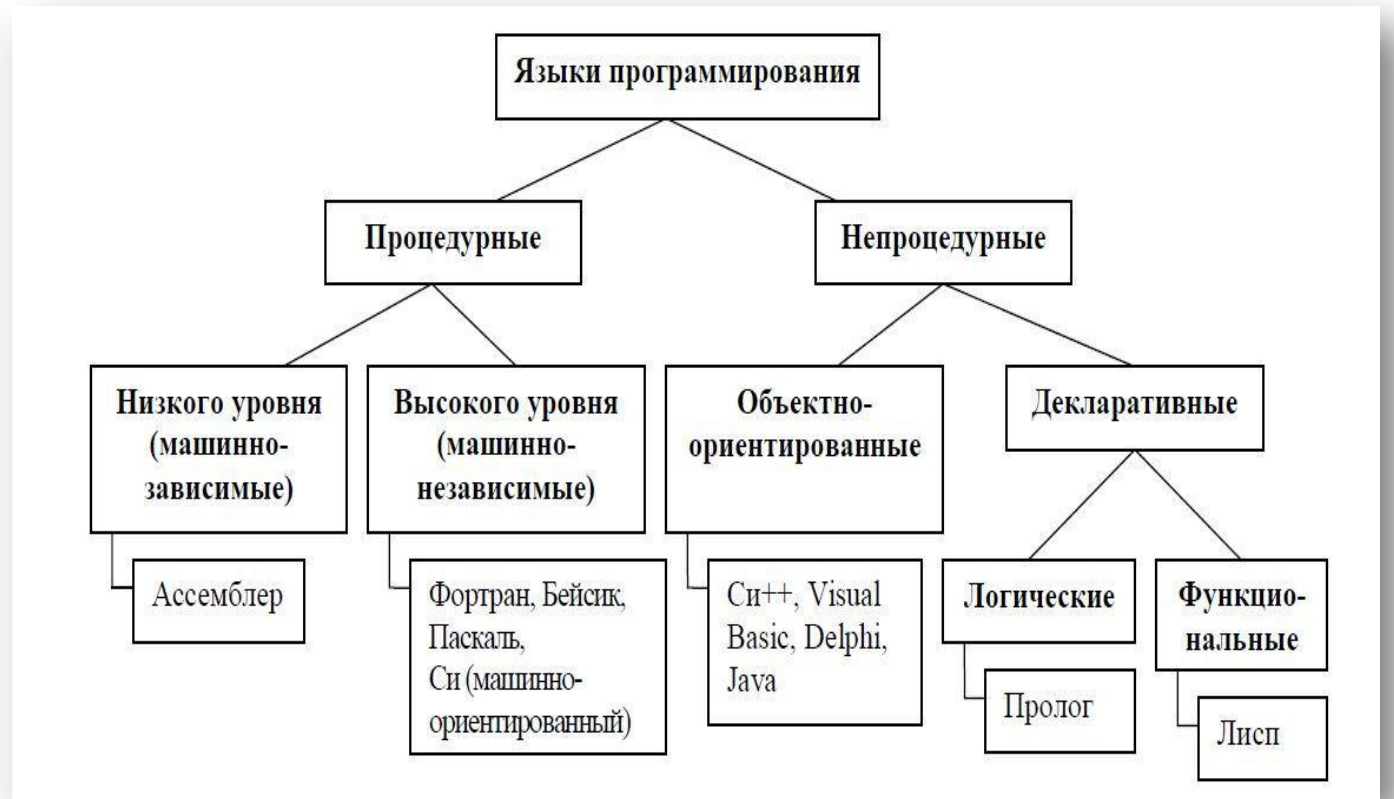 Языки программирования
Процедурные
Непроцедурные
Низкого уровня
(машинно-
зависимые)
Высокого уровня
(машинно-
независимые)
Объектно-
ориентированные
Декларативные
Ассемблер
Фортран, Бейсик,
Паскаль,
Си (машинно-
ориентированный)
Си++, Visual
Basic, Delphi,
Java
Логические
Функцио-
нальные
Пролог
Лисп